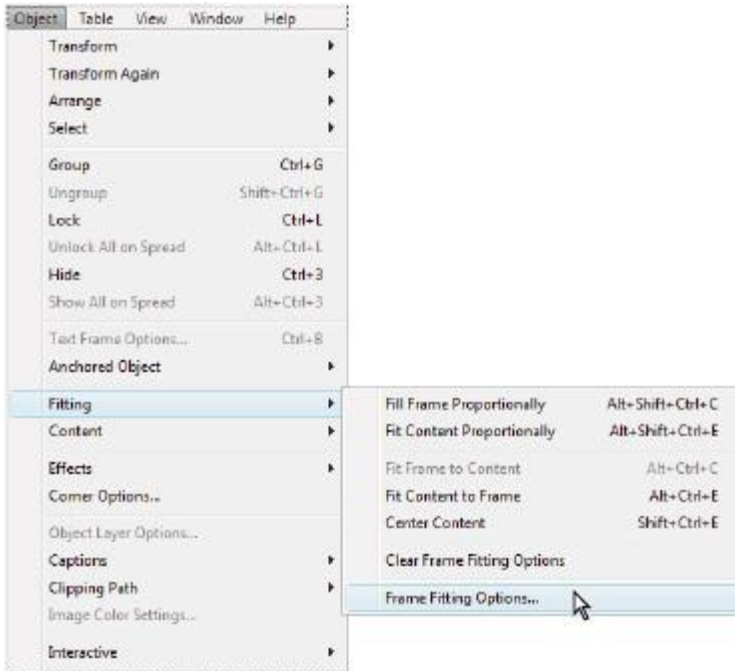 Object Table View Window Help
Transform
Transform Again
Arrange
Select
Group Ctrl+G
Ungroup Shift+Ctrl+G
Lock Ctrl+L
Unlock All on Spread Alt+Ctrl+L
Hide Ctrl+3
Show All on Spread Alt+Ctrl+3
Text Frame Options... Ctrl+B
Anchored Object
Fitting
Fill Frame Proportionally Alt+Shift+Ctrl+C
Content
Fit Content Proportionally Alt+Shift+Ctrl+E
Effects
Fit Frame to Content Alt+Ctrl+C
Corner Options...
Fit Content to Frame Alt+Ctrl+E
Center Content Shift+Ctrl+E
Object Layer Options...
Captions
Clear Frame Fitting Options
Clipping Path
Frame Fitting Options...
Image Color Settings...
Interactive